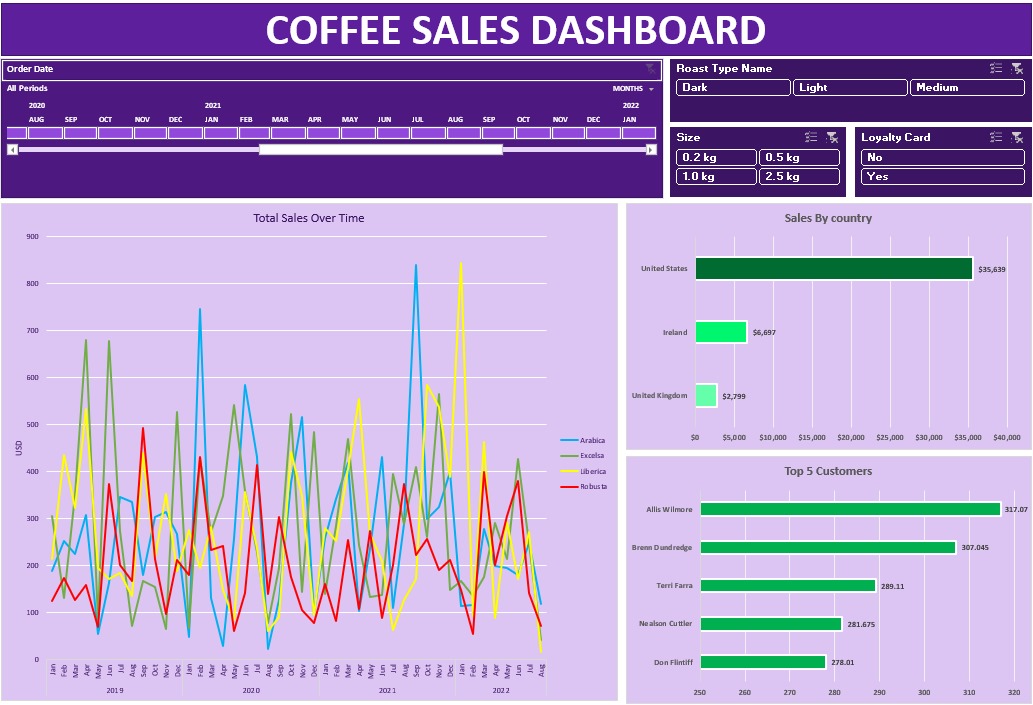 COFFEE SALES DASHBOARD
Order Date
All Periods MONTHS
2020 2021 2022
AUG SEP OCT NOV DEC JAN FEB MAR APR MAY JUN JUL AUG SEP OCT NOV DEC JAN
Roast Type Name
Dark Light Medium
Size
0.2 kg 0.5 kg
1.0 kg 2.5 kg
Loyalty Card
No
Yes
Total Sales Over Time
900
800
700
600
500
400
300
200
100
0
USD
Jan Feb Mar Apr May Jun Jul Aug Sep Oct Nov Dec Jan Feb Mar Apr May Jun Jul Aug Sep Oct Nov Dec Jan Feb Mar Apr May Jun Jul Aug Sep Oct Nov Dec Jan Feb Mar Apr May Jun Jul Aug
2019 2020 2021 2022
Arabica
Excelsa
Liberica
Robusta
Sales By country
United States $35,639
Ireland $6,697
United Kingdom $2,799
$0 $5,000 $10,000 $15,000 $20,000 $25,000 $30,000 $35,000 $40,000
Top 5 Customers
Allis Wilmore 317.07
Brenn Dundredge 307.045
Terri Farra 289.11
Nealson Cuttler 281.675
Don Flintiff 278.01
250 260 270 280 290 300 310 320